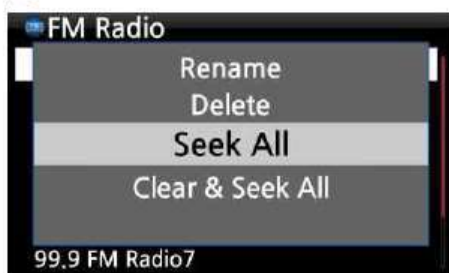 FM Radio
Rename
Delete
Seek All
Clear & Seek All
99.9 FM Radio7